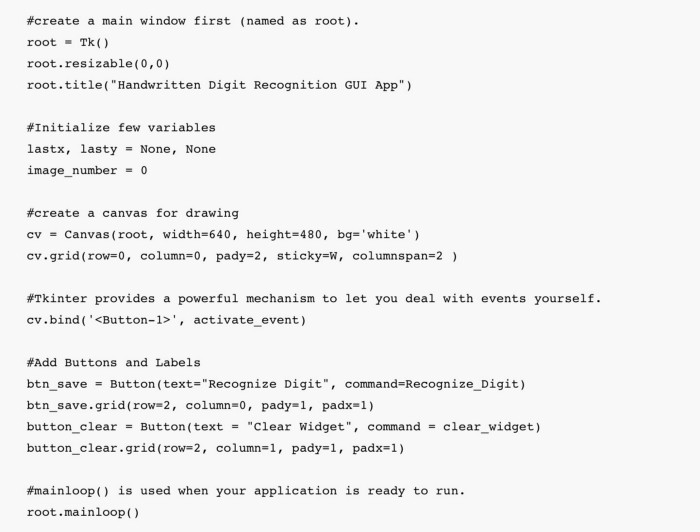 #create a main window first (named as root).
root = Tk()
root.resizable(0,0)
root.title("Handwritten Digit Recognition GUI App")
#Initialize few variables
lastx, lasty = None, None
image_number = 0
#create a canvas for drawing
cv = Canvas(root, width=640, height=480, bg='white')
cv.grid(row=0, column=0, pady=2, sticky=W, columnspan=2 )
#Tkinter provides a powerful mechanism to let you deal with events yourself.
cv.bind('<Button-1>', activate_event)
#Add Buttons and Labels
btn_save = Button(text="Recognize Digit", command=Recognize_Digit)
btn_save.grid(row=2, column=0, pady=1, padx=1)
button_clear = Button(text = "Clear Widget", command = clear_widget)
button_clear.grid(row=2, column=1, pady=1, padx=1)
#mainloop() is used when your application is ready to run.
root.mainloop()